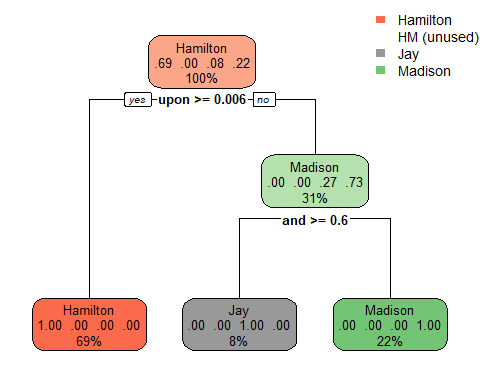 Hamilton
HM (unused)
Jay
Madison
Hamilton
.69 .00 .08 .22
100%
yes upon >= 0.006 no
Madison
.00 .00 .27 .73
31%
and >= 0.6
Hamilton
1.00 .00 .00 .00
69%
Jay
.00 .00 1.00 .00
8%
Madison
.00 .00 .00 1.00
22%